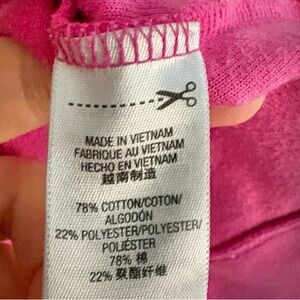 MADE IN VIETNAM
FABRIQUE AU VIETNAM
HECHO EN VIETNAM
越南制造
78% COTTON/COTON/
ALGODÓN
22% POLYESTER/POLYESTER/
POLIÉSTER
78% 棉
22% 聚酯纤维